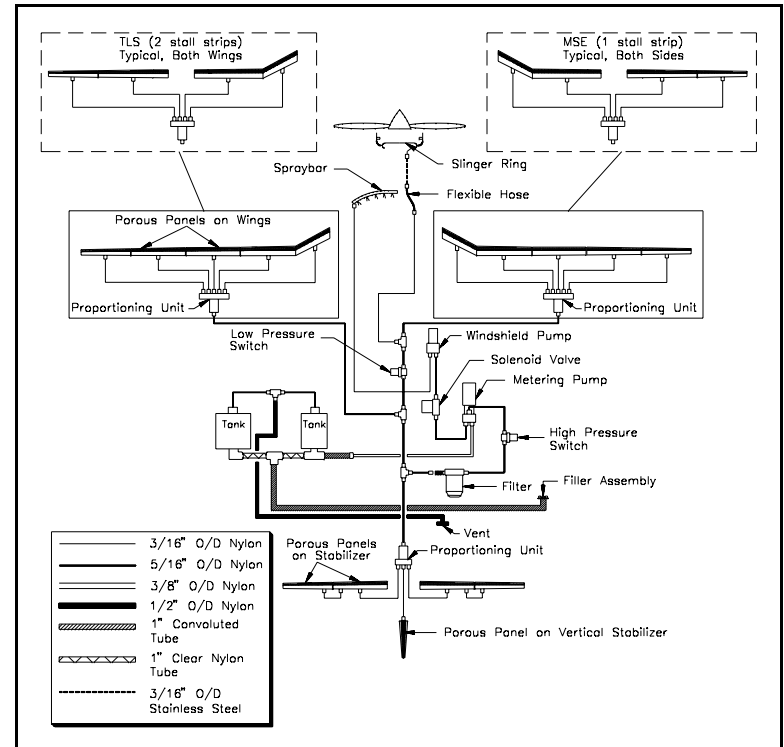 TLS (2 stall strips)
Typical, Both Wings
MSE (1 stall strip)
Typical, Both Sides
Slinger Ring
Spraybar
Flexible Hose
Porous Panels on Wings
Proportioning Unit
Proportioning Unit
Low Pressure
Switch
Windshield Pump
Solenoid Valve
Metering Pump
Tank
Tank
High Pressure
Switch
Filter
Filler Assembly
Vent
Porous Panels
on Stabilizer
Proportioning Unit
Porous Panel on Vertical Stabilizer
3/16" O/D Nylon
5/16" O/D Nylon
3/8" O/D Nylon
1/2" O/D Nylon
1" Convoluted
Tube
1" Clear Nylon
Tube
3/16" O/D
Stainless Steel